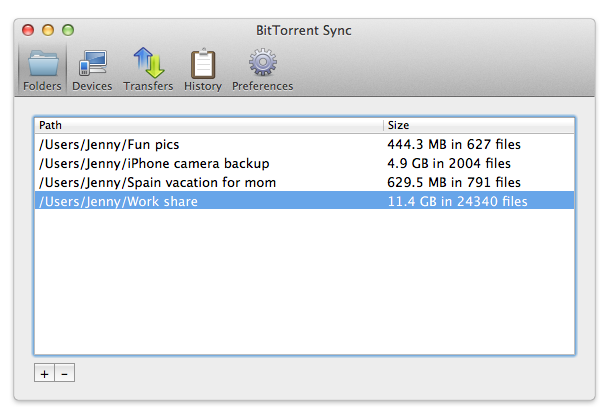 BitTorrent Sync
Folders Devices Transfers History Preferences
Path Size
/Users/Jenny/Fun pics 444.3 MB in 627 files
/Users/Jenny/iPhone camera backup 4.9 GB in 2004 files
/Users/Jenny/Spain vacation for mom 629.5 MB in 791 files
/Users/Jenny/Work share 11.4 GB in 24340 files
+ -